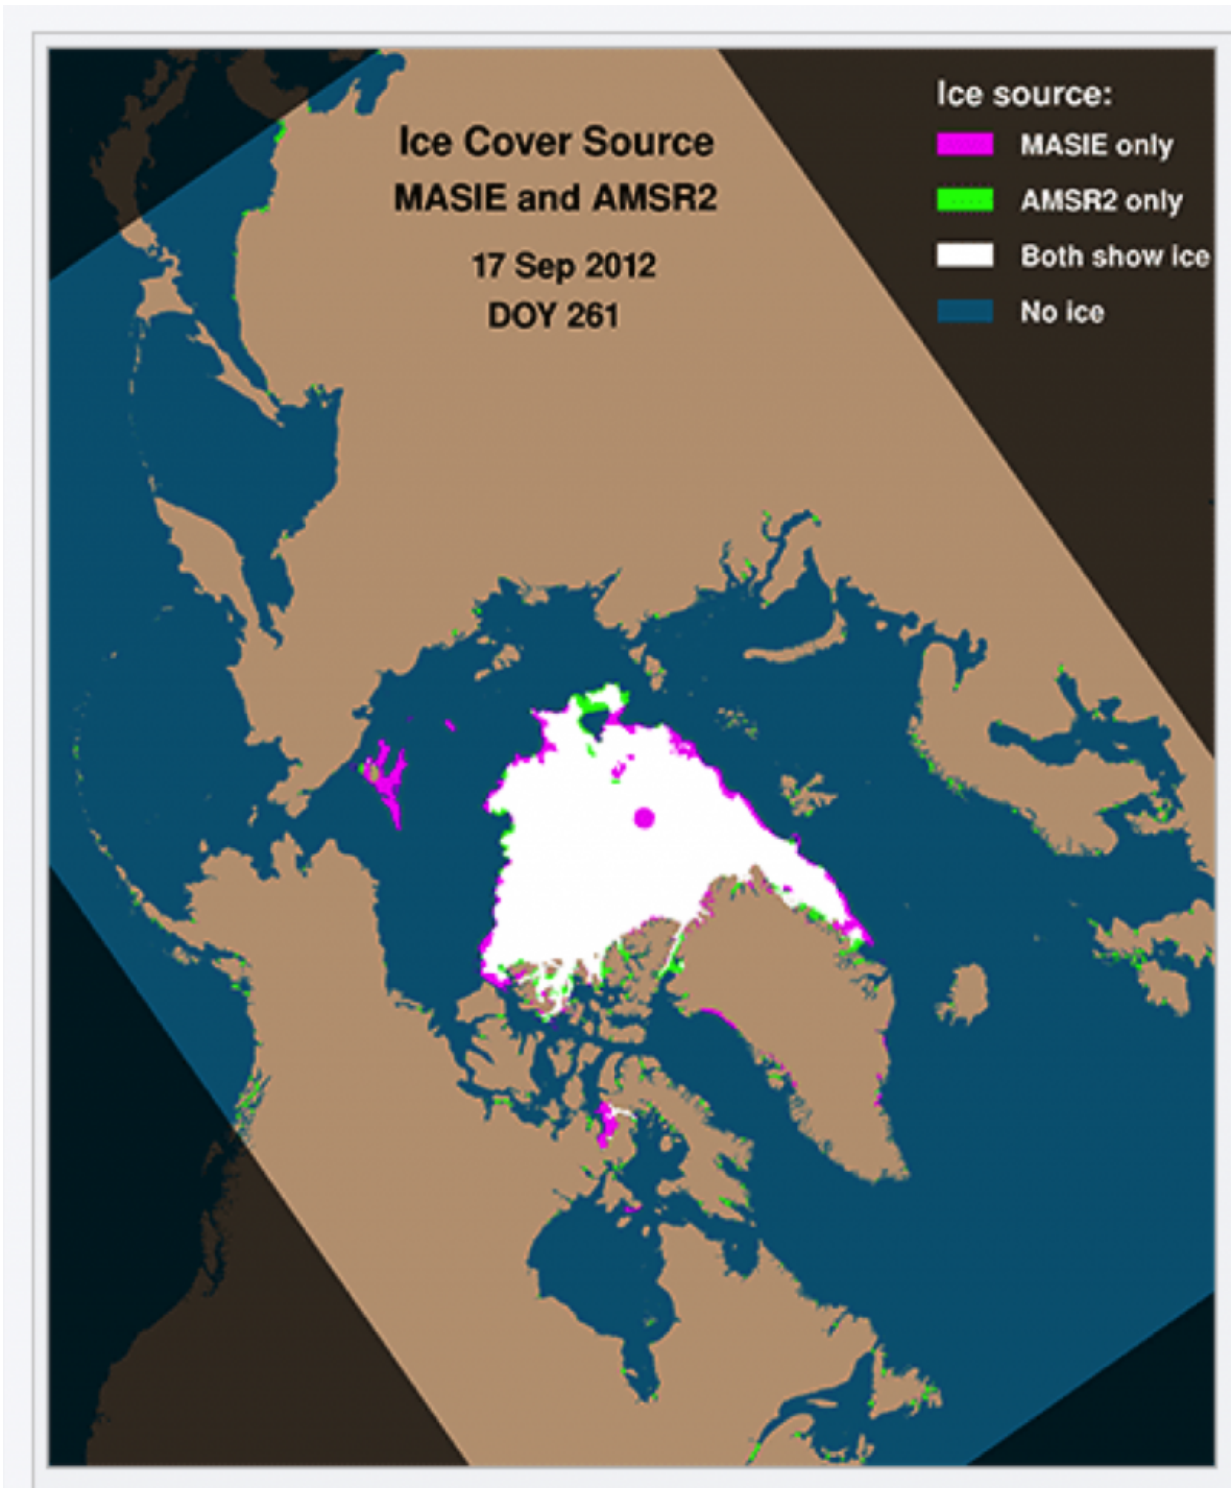 Ice Cover Source
MASIE and AMSR2
17 Sep 2012
DOY 261
Ice source:
MASIE only
AMSR2 only
Both show ice
No ice